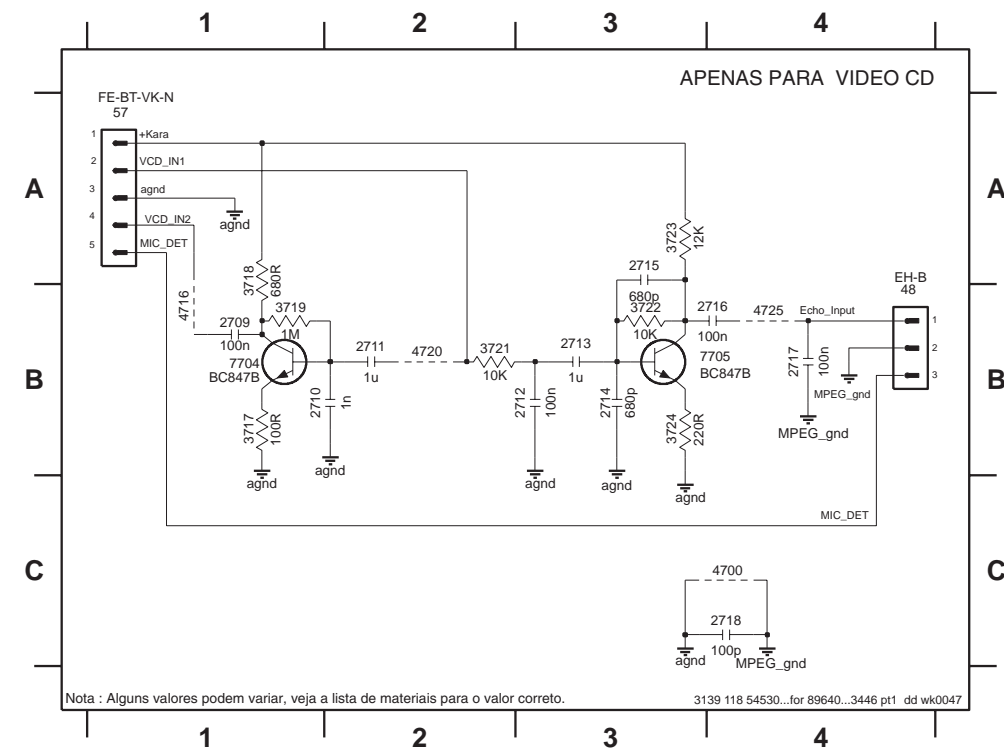 1 2 3 4
APENAS PARA VIDEO CD
FE-BT-VK-N
57
1 +Kara
2 VCD_IN1
3 agnd
4 VCD_IN2
5 MIC_DET
agnd
A A
3718
680R
3723
12K
2715
680p
EH-B
48
4716
3719
1M
3722
10K
2716
100n
4725
Echo_Input
1
2709
100n
7704
BC847B
2711
1u
4720
3721
10K
2713
1u
7705
BC847B
2717
100n
2
MPEG_gnd
3
B B
3717
100R
2710
1n
2712
100n
2714
680p
3724
220R
MPEG_gnd
agnd
agnd
agnd
agnd
agnd
MIC_DET
C C
4700
2718
100p
agnd
MPEG_gnd
Nota : Alguns valores podem variar, veja a lista de materiais para o valor correto.
3139 118 54530...for 89640...3446 pt1 dd wk0047
1 2 3 4